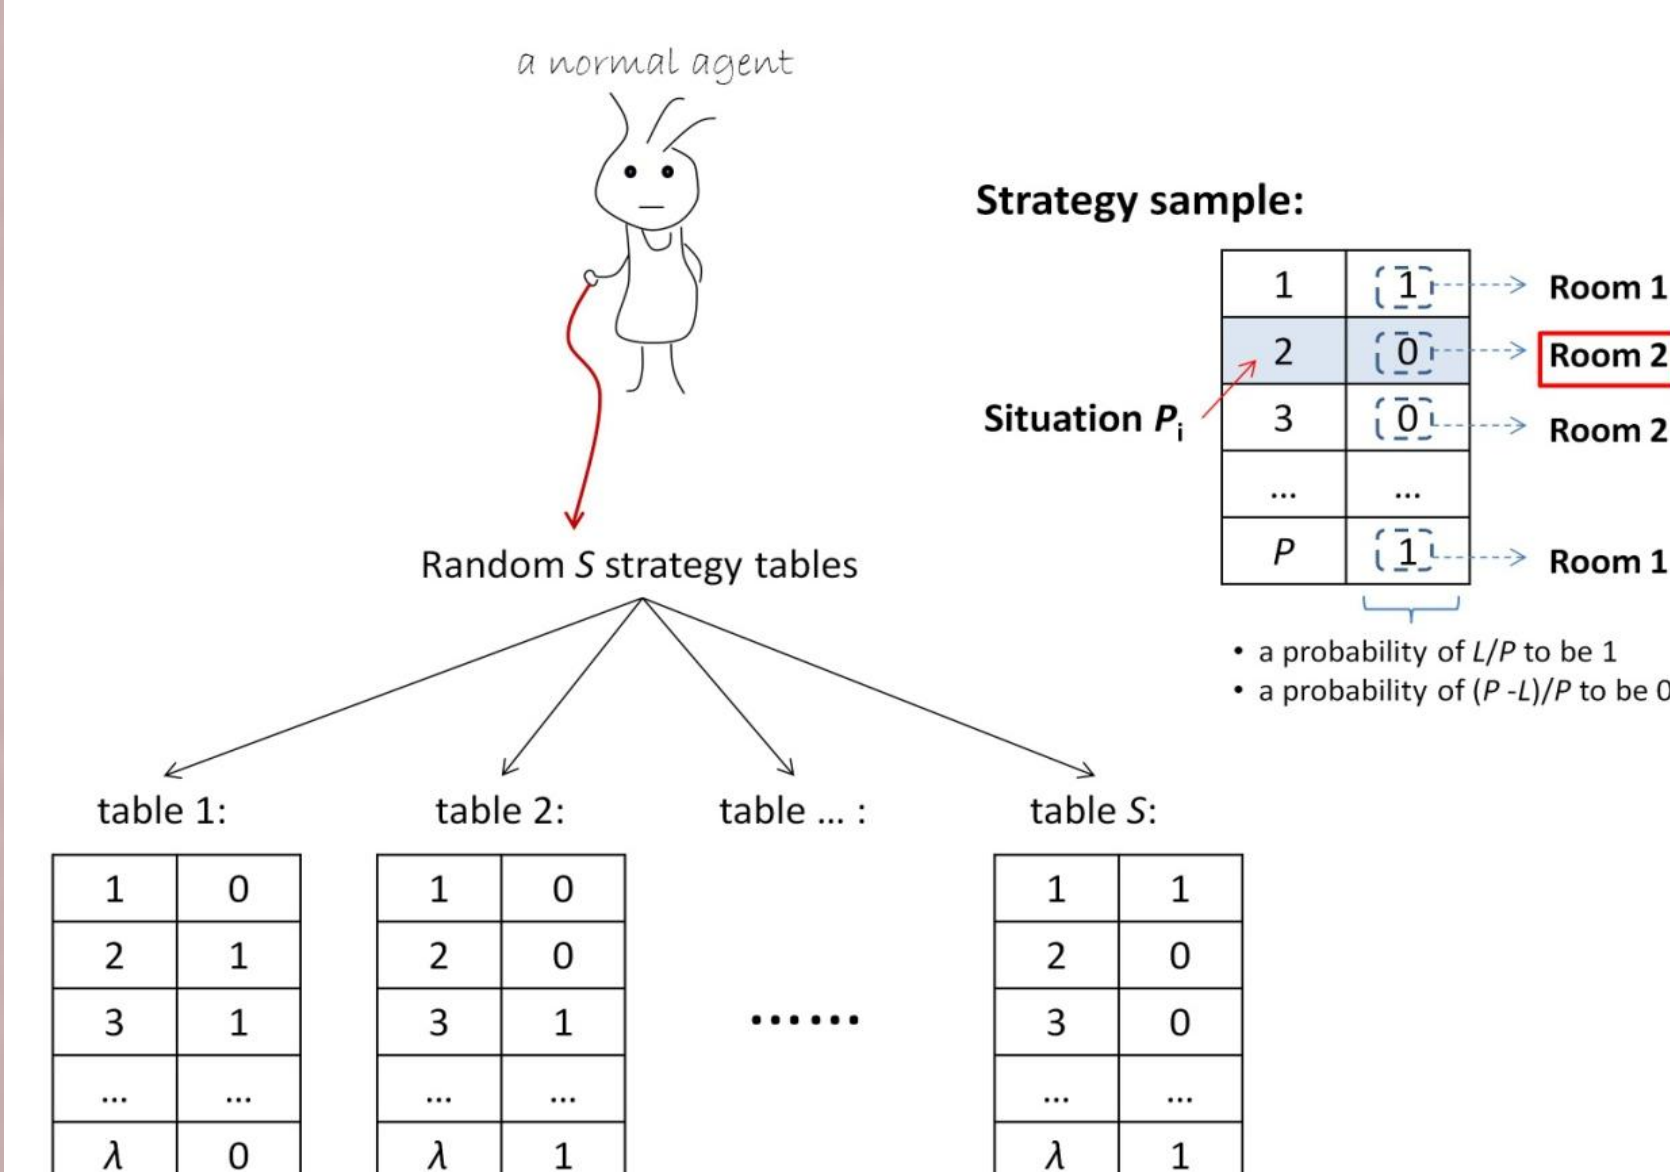 a normal agent
Strategy sample:
1 1 Room 1
2 0 Room 2
Situation Pi
3 0 Room 2
... ...
P 1 Room 1
• a probability of L/P to be 1
• a probability of (P -L)/P to be 0
Random S strategy tables
table 1: table 2: table ... : table S:
1 0 1 0 1 1
2 1 2 0 2 0
3 1 3 1 ...... 3 0
... ... ... ... ... ...
λ 0 λ 1 λ 1